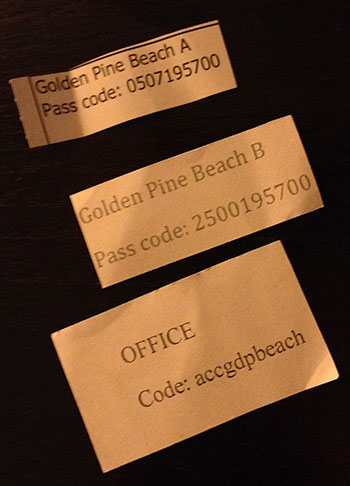 Golden Pine Beach A
Pass code: 0507195700
Golden Pine Beach B
Pass code: 2500195700
OFFICE
Code: accgdpbeach